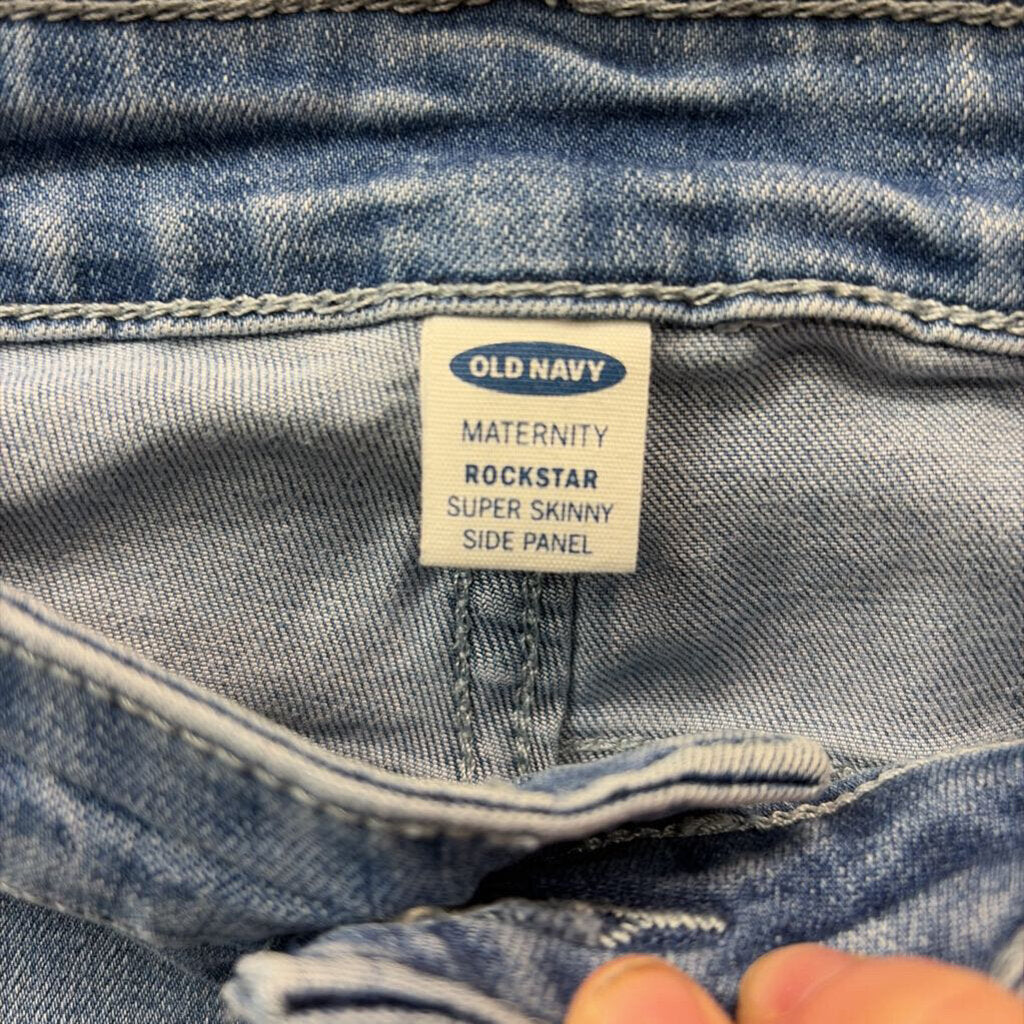 OLD NAVY
MATERNITY
ROCKSTAR
SUPER SKINNY
SIDE PANEL